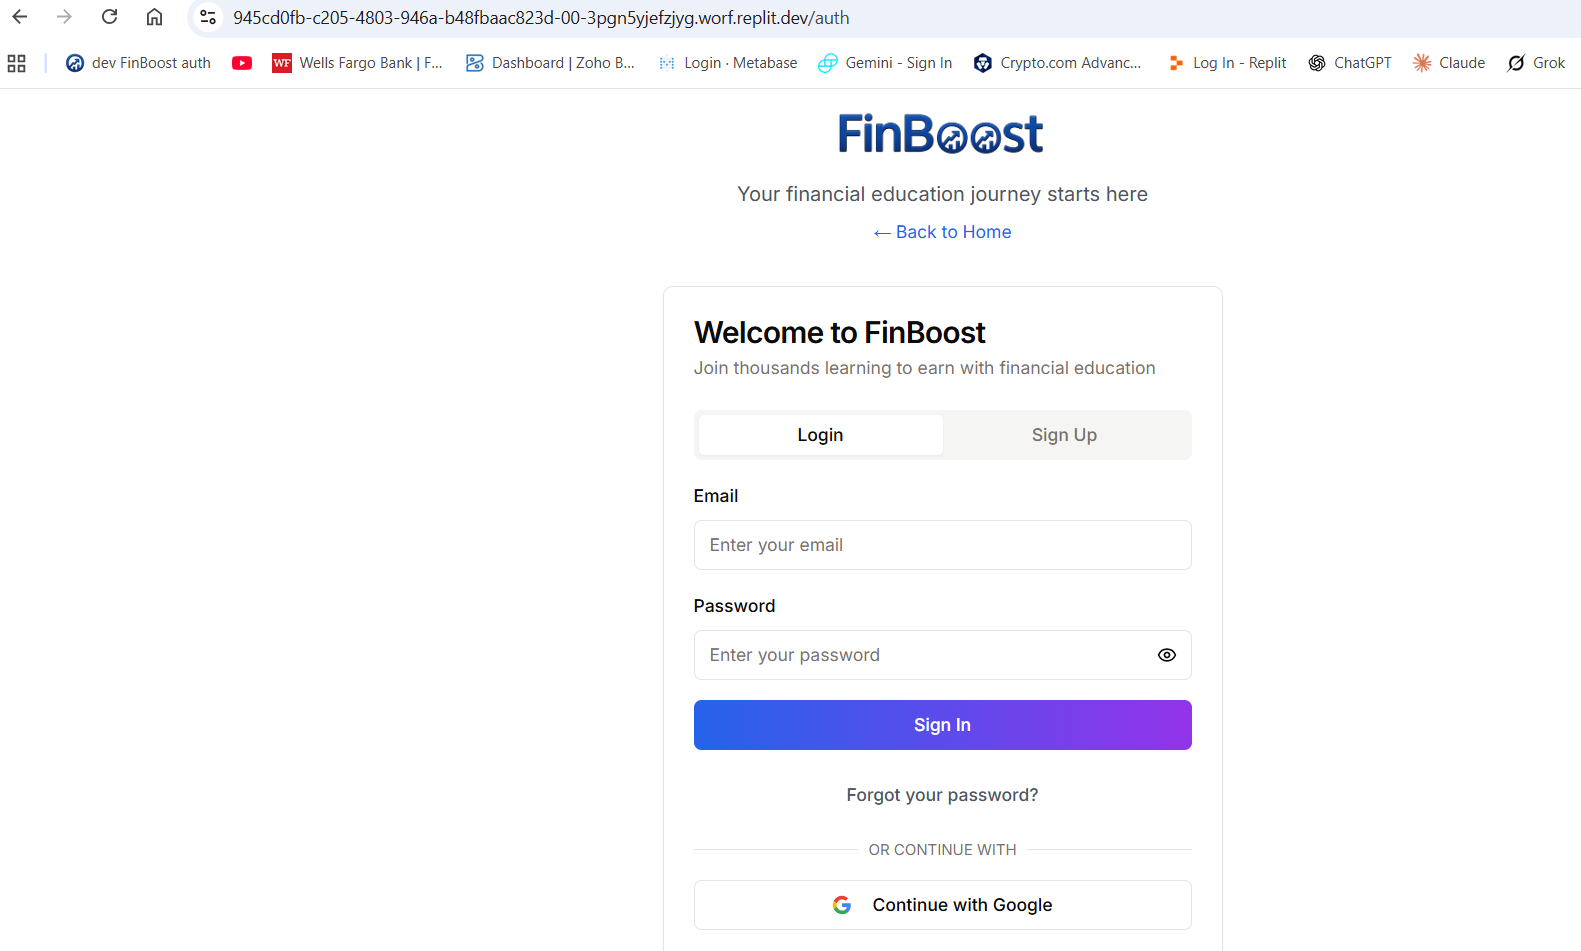 945cd0fb-c205-4803-946a-b48fbaac823d-00-3pgn5yjefzjyg.worf.replit.dev/auth
dev FinBoost auth WF Wells Fargo Bank | F... Dashboard | Zoho B... Login · Metabase Gemini - Sign In Crypto.com Advanc... Log In - Replit ChatGPT Claude Grok
FinBoost
Your financial education journey starts here
← Back to Home
Welcome to FinBoost
Join thousands learning to earn with financial education
Login Sign Up
Email
Enter your email
Password
Enter your password
Sign In
Forgot your password?
OR CONTINUE WITH
G Continue with Google